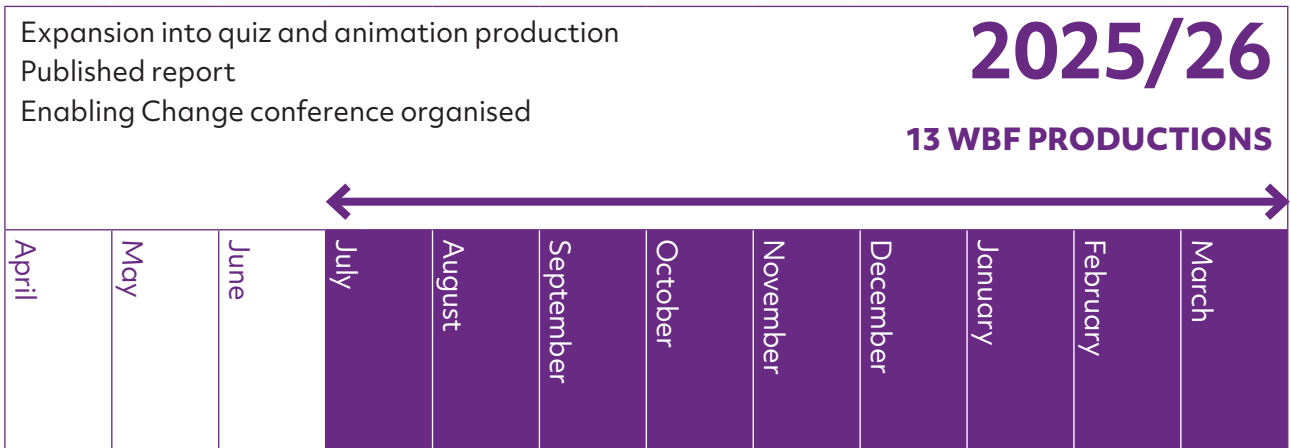 Expansion into quiz and animation production
Published report
Enabling Change conference organised
2025/26
13 WBF PRODUCTIONS
April
May
June
July
August
September
October
November
December
January
February
March